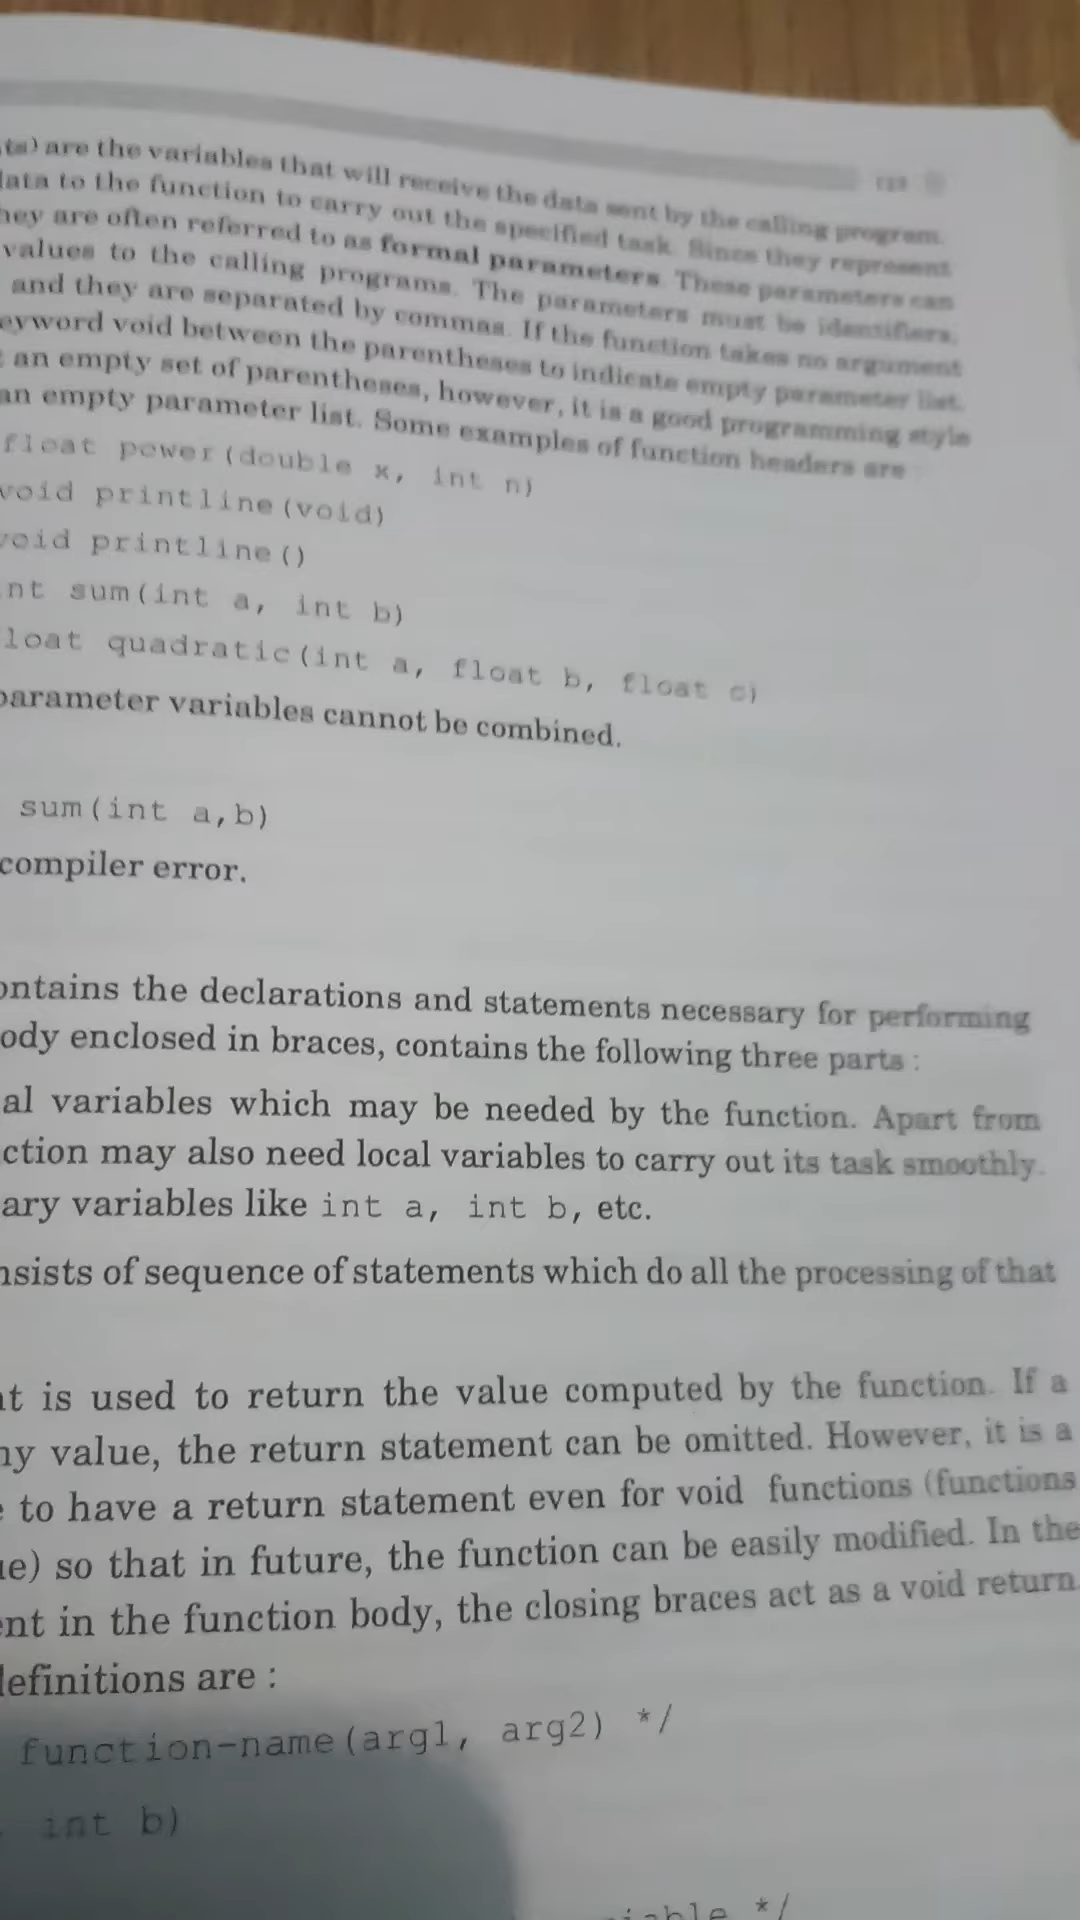 ts) are the variables that will receive the data sent by the calling program.
data to the function to carry out the specified task. Since they represent
hey are often referred to as formal parameters. These parameters can
values to the calling programs. The parameters must be identifiers,
and they are separated by commas. If the function takes no argument
eyword void between the parentheses to indicate empty parameter list.
an empty set of parentheses, however, it is a good programming style
an empty parameter list. Some examples of function headers are
float power(double x, int n)
void printline(void)
void printline()
nt sum(int a, int b)
loat quadratic(int a, float b, float c)
parameter variables cannot be combined.
sum(int a,b)
compiler error.
ontains the declarations and statements necessary for performing
ody enclosed in braces, contains the following three parts :
al variables which may be needed by the function. Apart from
ction may also need local variables to carry out its task smoothly.
ary variables like int a, int b, etc.
nsists of sequence of statements which do all the processing of that
nt is used to return the value computed by the function. If a
ny value, the return statement can be omitted. However, it is a
e to have a return statement even for void functions (functions
ue) so that in future, the function can be easily modified. In the
ent in the function body, the closing braces act as a void return
definitions are :
function-name(arg1, arg2) */
int b)
iable */